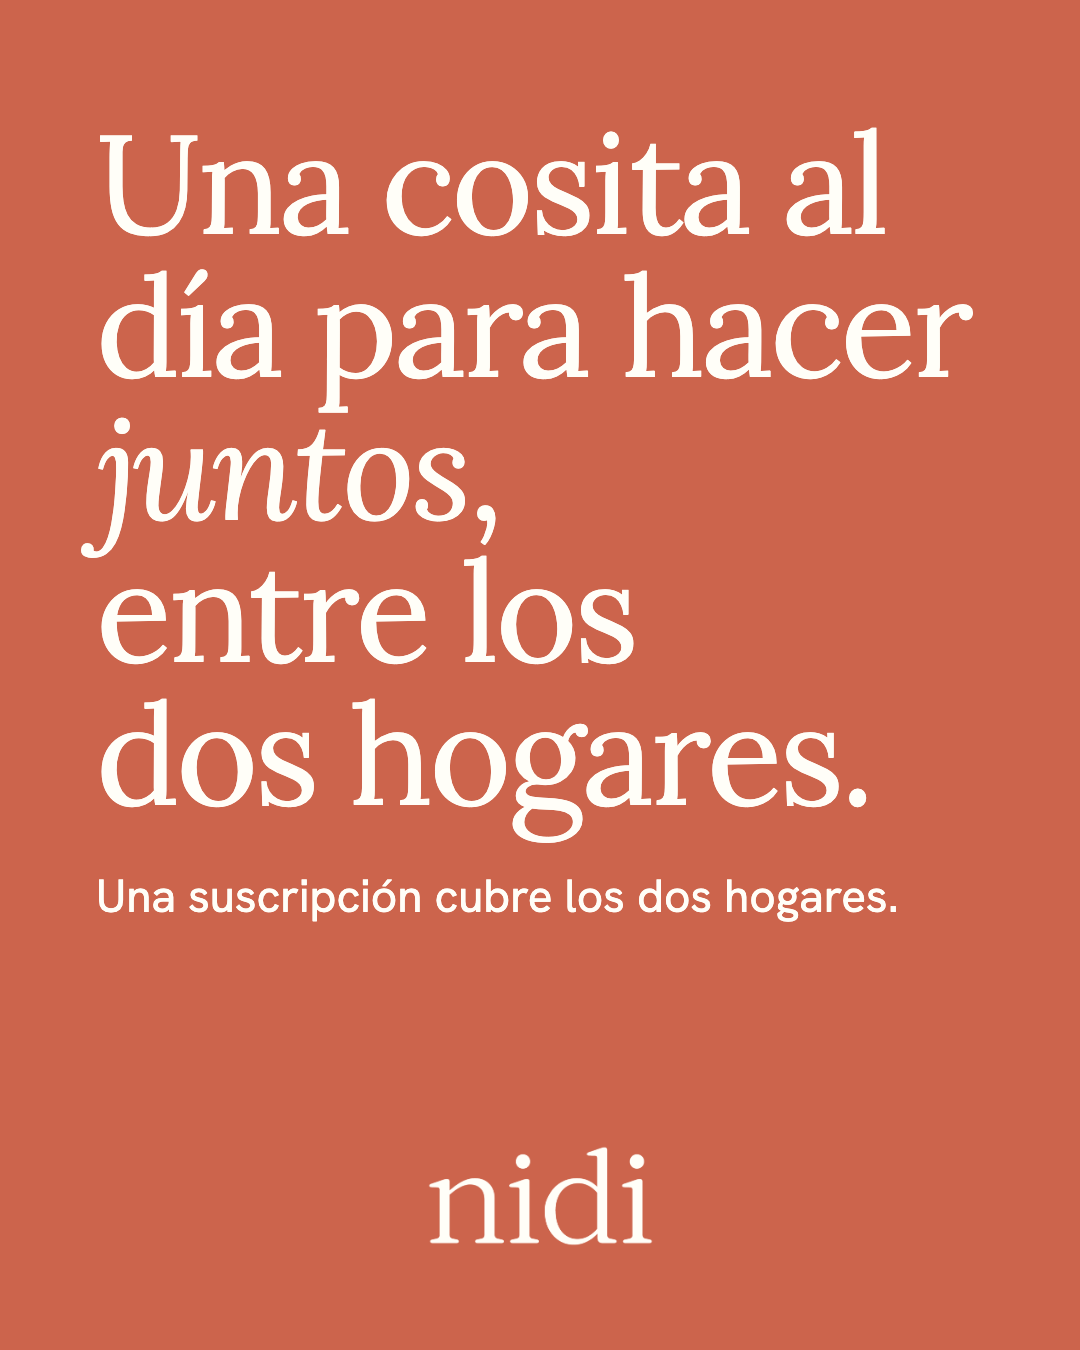 Una cosita al
día para hacer
juntos,
entre los
dos hogares.
Una suscripción cubre los dos hogares.
nidi